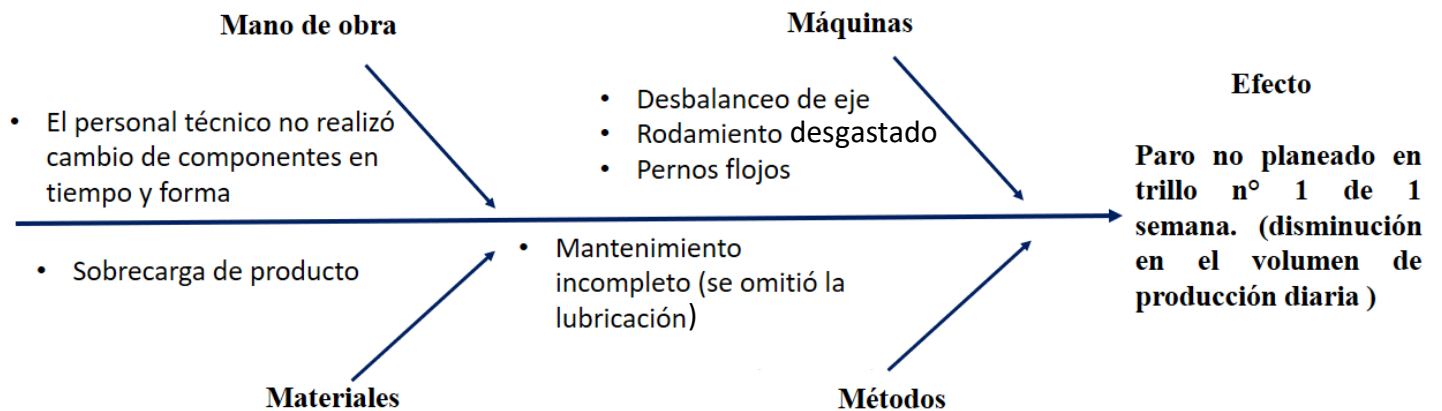 Mano de obra
• El personal técnico no realizó
cambio de componentes en
tiempo y forma
Máquinas
• Desbalanceo de eje
• Rodamiento desgastado
• Pernos flojos
Efecto
Paro no planeado en
trillo n° 1 de 1
semana. (disminución
en el volumen de
producción diaria )
• Sobrecarga de producto
Materiales
• Mantenimiento
incompleto (se omitió la
lubricación)
Métodos